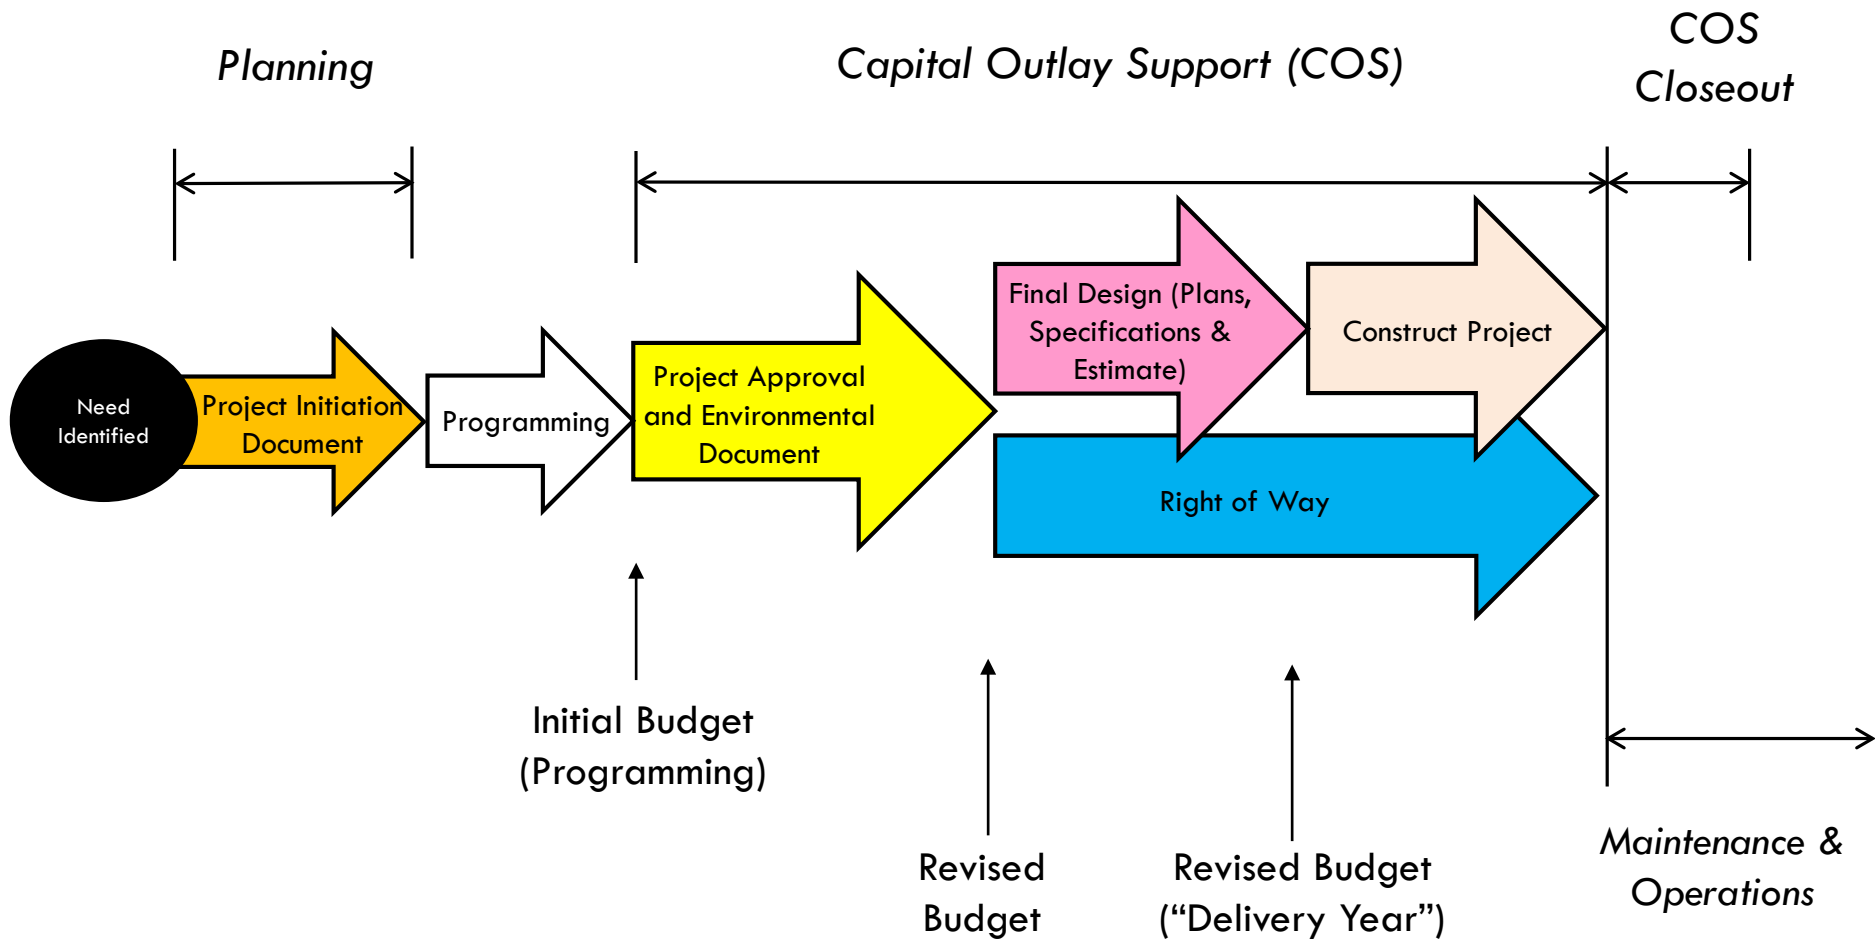 Planning
Capital Outlay Support (COS)
COS
Closeout
Need
Identified
Project Initiation
Document
Programming
Project Approval
and Environmental
Document
Final Design (Plans,
Specifications &
Estimate)
Construct Project
Right of Way
Initial Budget
(Programming)
Revised
Budget
Revised Budget
(“Delivery Year”)
Maintenance &
Operations